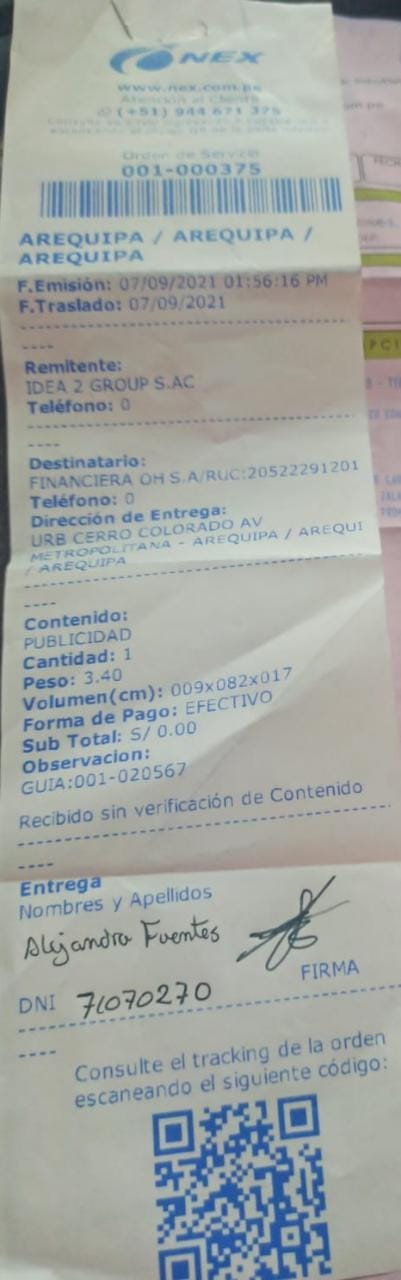 NEX
www.nex.com.pe
Atención al Cliente
(+51) 944 671 375
Orden de Servicio
001-000375
AREQUIPA / AREQUIPA /
AREQUIPA
F.Emisión: 07/09/2021 01:56:16 PM
F.Traslado: 07/09/2021
----
Remitente:
IDEA 2 GROUP S.AC
Teléfono: 0
----
Destinatario:
FINANCIERA OH S.A/RUC:20522291201
Teléfono: 0
Dirección de Entrega:
URB CERRO COLORADO AV
METROPOLITANA - AREQUIPA / AREQUI
/ AREQUIPA
----
Contenido:
PUBLICIDAD
Cantidad: 1
Peso: 3.40
Volumen(cm): 009x082x017
Forma de Pago: EFECTIVO
Sub Total: S/ 0.00
Observacion:
GUIA:001-020567
Recibido sin verificación de Contenido
----
Entrega
Nombres y Apellidos
Alejandra Fuentes
FIRMA
DNI 71070270
----
Consulte el tracking de la orden
escaneando el siguiente código: